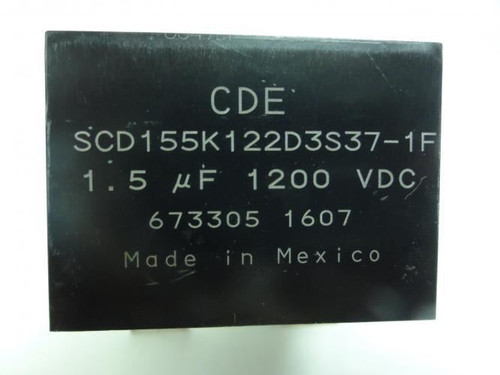 CDE
SCD155K122D3S37-1F
1.5 µF 1200 VDC
673305 1607
Made in Mexico